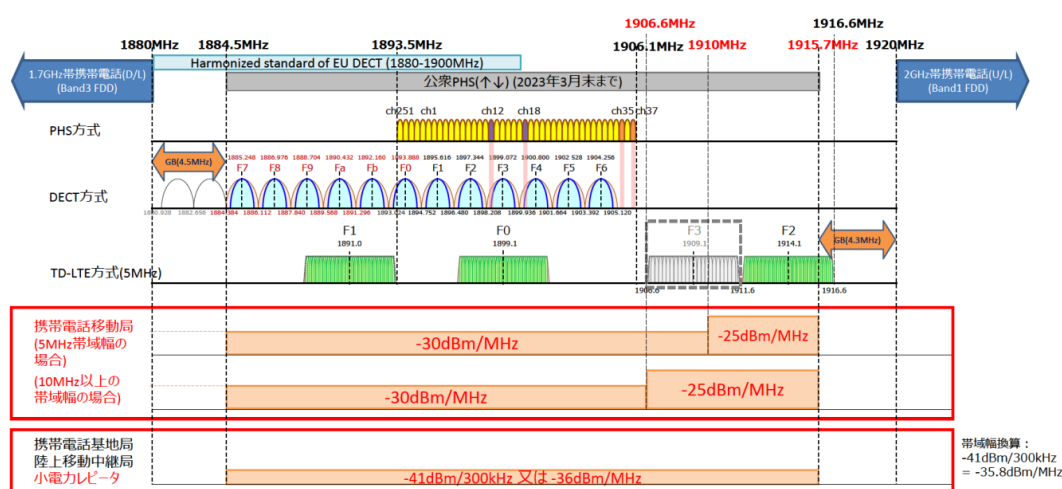 1906.6MHz
1916.6MHz
1880MHz
1884.5MHz
1893.5MHz
1906.1MHz
1910MHz
1915.7MHz
1920MHz
1.7GHz帯携帯電話(D/L)
(Band3 FDD)
Harmonized standard of EU DECT (1880-1900MHz)
公衆PHS(↑↓) (2023年3月末まで)
2GHz帯携帯電話(U/L)
(Band1 FDD)
PHS方式
ch251 ch1 ch12 ch18 ch35 ch37
GB(4.5MHz)
1885.248 1886.976 1888.704 1890.432 1892.160 1893.888 1895.616 1897.344 1899.072 1900.800 1902.528 1904.256
F7 F8 F9 Fa Fb F0 F1 F2 F3 F4 F5 F6
DECT方式
1880.928 1882.656 1884.384 1886.112 1887.840 1889.568 1891.296 1893.024 1894.752 1896.480 1898.208 1899.936 1901.664 1903.392 1905.120
F1
1891.0
F0
1899.1
F3
1909.1
F2
1914.1
GB(4.3MHz)
TD-LTE方式(5MHz)
1906.6
1911.6
1916.6
携帯電話移動局
(5MHz帯域幅の
場合)
-30dBm/MHz
-25dBm/MHz
(10MHz以上の
帯域幅の場合)
-30dBm/MHz
-25dBm/MHz
携帯電話基地局
陸上移動中継局
小電力レピータ
-41dBm/300kHz 又は -36dBm/MHz
帯域幅換算：
-41dBm/300kHz
= -35.8dBm/MHz